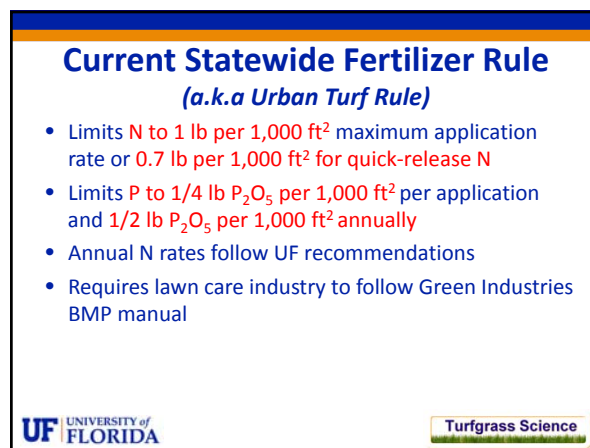 Current Statewide Fertilizer Rule
(a.k.a Urban Turf Rule)
• Limits N to 1 lb per 1,000 ft² maximum application
rate or 0.7 lb per 1,000 ft² for quick-release N
• Limits P to 1/4 lb P₂O₅ per 1,000 ft² per application
and 1/2 lb P₂O₅ per 1,000 ft² annually
• Annual N rates follow UF recommendations
• Requires lawn care industry to follow Green Industries
BMP manual
UF UNIVERSITY of
FLORIDA
Turfgrass Science